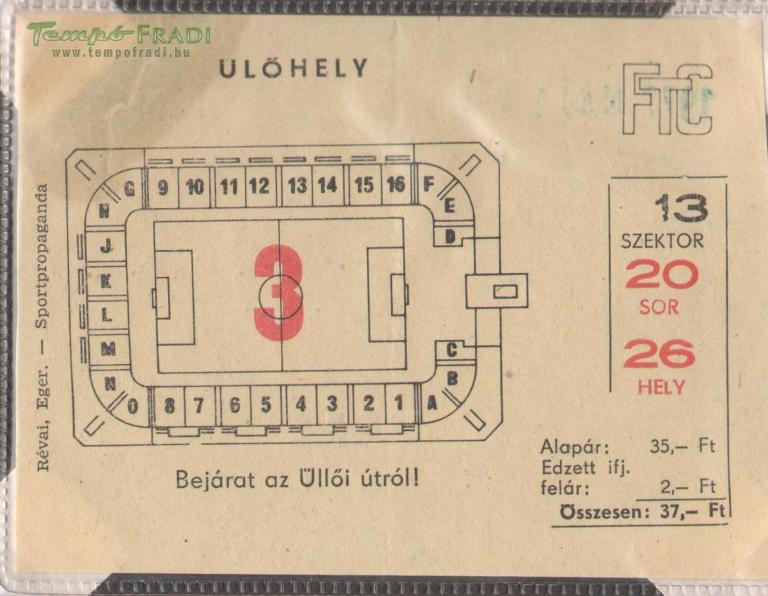 Tempó FRADI
www.tempofradi.hu
ULŐHELY
FTC
Révai, Eger. — Sportpropaganda
G 9 10 11 12 13 14 15 16 F
H E
J D
K
L
M C
N B
O 8 7 6 5 4 3 2 1 A
3
13
SZEKTOR
20
SOR
26
HELY
Bejárat az Üllői útról!
Alapár: 35,— Ft
Edzett ifj.
felár: 2,— Ft
Összesen: 37,— Ft